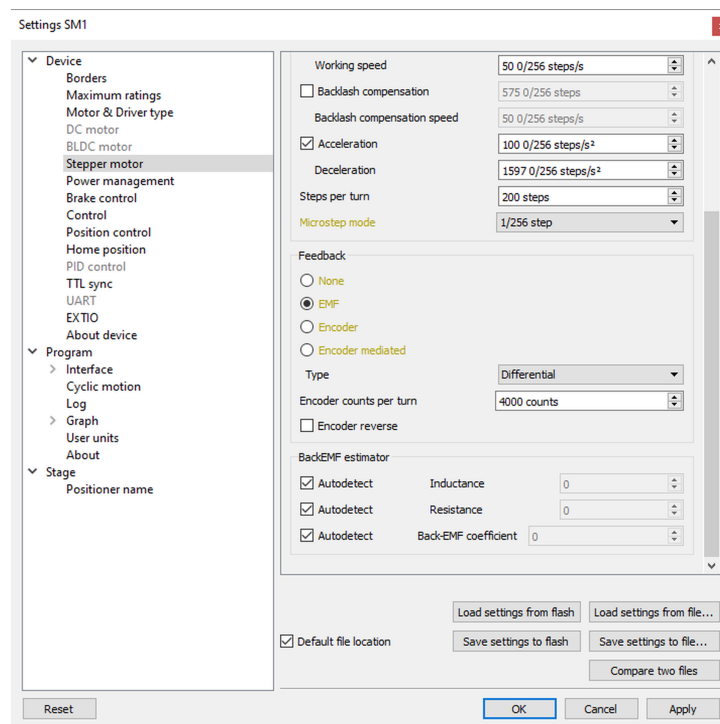 Settings SM1
Device
Borders
Maximum ratings
Motor & Driver type
DC motor
BLDC motor
Stepper motor
Power management
Brake control
Control
Position control
Home position
PID control
TTL sync
UART
EXTIO
About device
Program
Interface
Cyclic motion
Log
Graph
User units
About
Stage
Positioner name
Working speed 50 0/256 steps/s
Backlash compensation 575 0/256 steps
Backlash compensation speed 50 0/256 steps/s
Acceleration 100 0/256 steps/s²
Deceleration 1597 0/256 steps/s²
Steps per turn 200 steps
Microstep mode 1/256 step
Feedback
None
EMF
Encoder
Encoder mediated
Type Differential
Encoder counts per turn 4000 counts
Encoder reverse
BackEMF estimator
Autodetect Inductance 0
Autodetect Resistance 0
Autodetect Back-EMF coefficient 0
Load settings from flash Load settings from file...
Default file location Save settings to flash Save settings to file...
Compare two files
Reset OK Cancel Apply